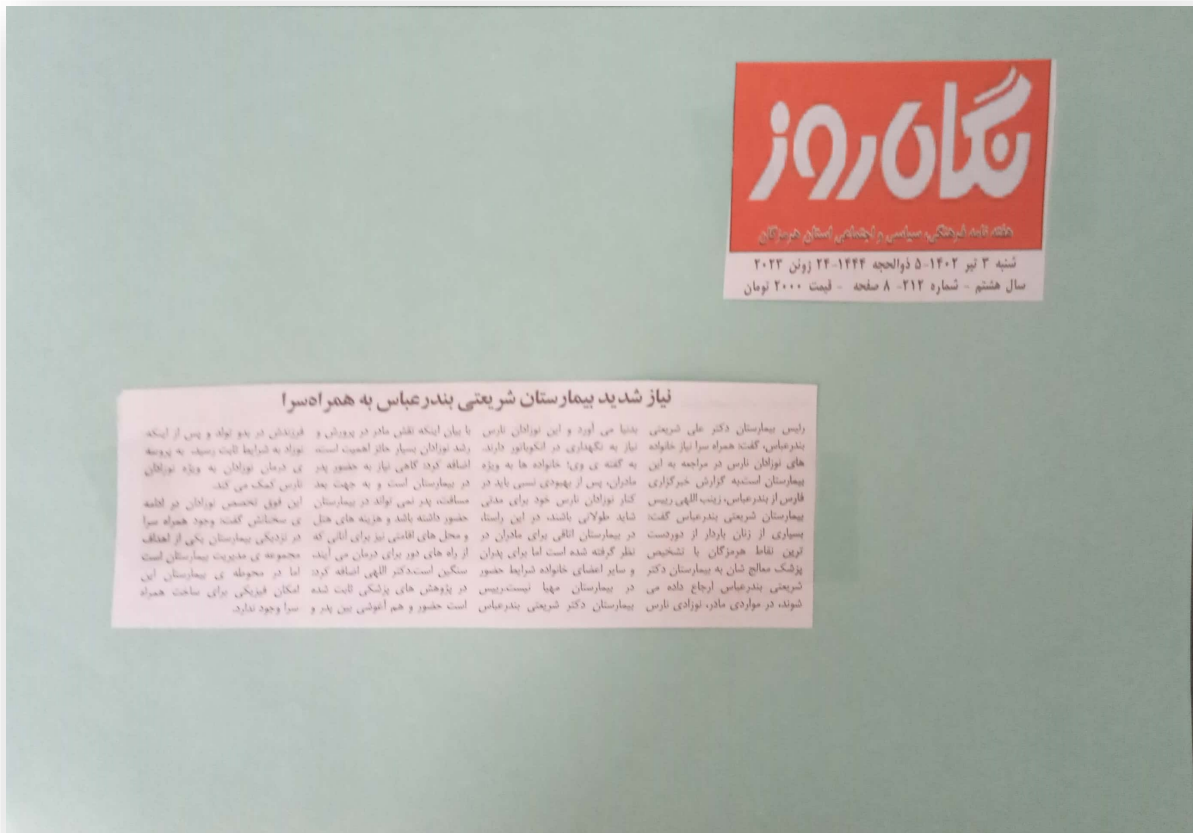 نگان روز
هفته نامه فرهنگی، سیاسی و اجتماعی استان هرمزگان
شنبه ۳ تیر ۱۴۰۲-۵ ذوالحجه ۱۴۴۴-۲۴ ژوئن ۲۰۲۳
سال هشتم - شماره ۲۱۲- ۸ صفحه - قیمت ۲۰۰۰ تومان
نیاز شدید بیمارستان شریعتی بندرعباس به همراه‌سرا
رایس بیمارستان دکتر علی شریعتی
بندرعباس، گفت: همراه سرا نیاز خانواده
های نوزادان نارس در مراجعه به این
بیمارستان است.به گزارش خبرگزاری
فارس از بندرعباس، زینب اللهی رییس
بیمارستان شریعتی بندرعباس گفت:
بسیاری از زنان باردار از دوردست
ترین نقاط هرمزگان با تشخیص
پزشک معالج شان به بیمارستان دکتر
شریعتی بندرعباس ارجاع داده می
شوند، در مواردی مادر، نوزادی نارس
بدنیا می آورد و این نوزادان نارس
نیاز به نگهداری در انکوباتور دارند.
به گفته ی وی؛ خانواده ها به ویژه
مادران، پس از بهبودی نسبی باید در
کنار نوزادان نارس خود برای مدتی
شاید طولانی باشند، در این راستا،
در بیمارستان اتاقی برای مادران در
نظر گرفته شده است اما برای پدران
و سایر اعضای خانواده شرایط حضور
در بیمارستان مهیا نیست.رییس
بیمارستان دکتر شریعتی بندرعباس
با بیان اینکه نقش مادر در پرورش و
رشد نوزادان بسیار حائز اهمیت است،
اضافه کرد: گاهی نیاز به حضور پدر
در بیمارستان است و به جهت بعد
مسافت، پدر نمی تواند در بیمارستان
حضور داشته باشد و هزینه های هتل
و محل های اقامتی نیز برای آنانی که
از راه های دور برای درمان می آیند،
سنگین است.دکتر اللهی اضافه کرد:
در پژوهش های پزشکی ثابت شده
است حضور و هم آغوشی بین پدر و
فرزندش در بدو تولد و پس از اینکه
نوزاد به شرایط ثابت رسید، به پروسه
ی درمان نوزادان به ویژه نوزادان
نارس کمک می کند.
این فوق تخصص نوزادان در ادامه
ی سخنانش گفت: وجود همراه سرا
در نزدیکی بیمارستان یکی از اهداف
مجموعه ی مدیریت بیمارستان است
اما در محوطه ی بیمارستان این
امکان فیزیکی برای ساخت همراه
سرا وجود ندارد.